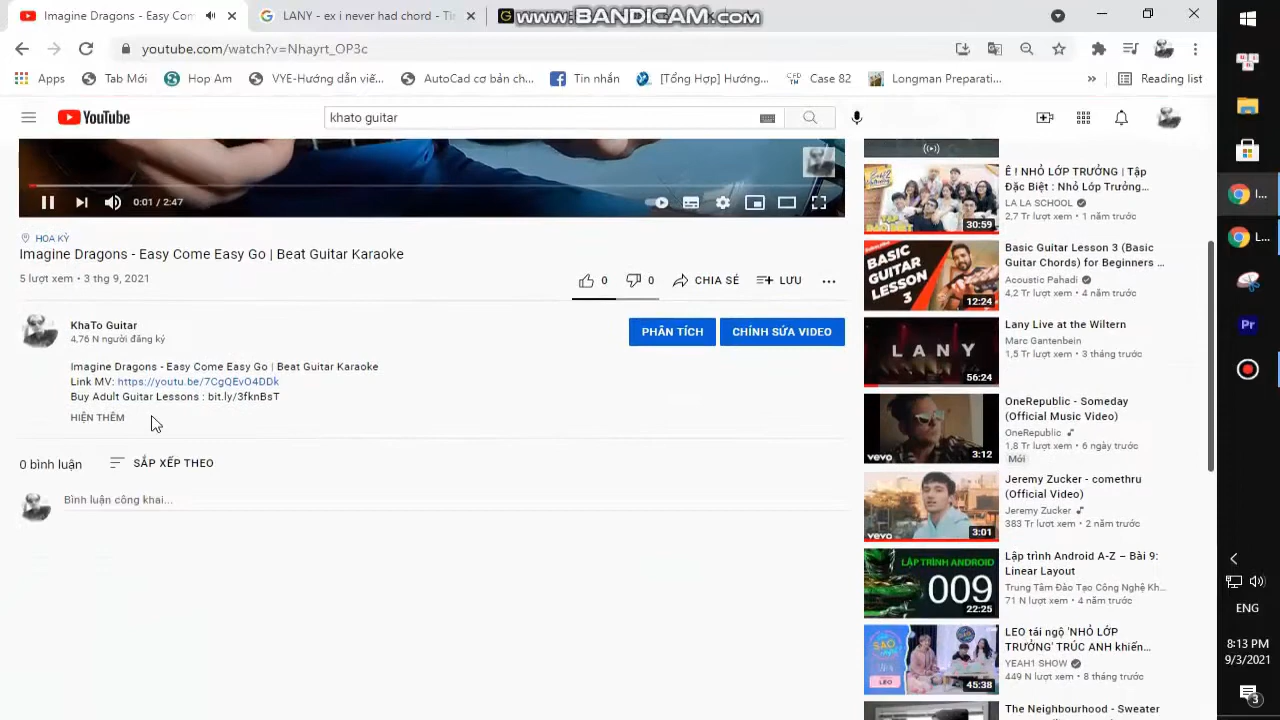 Imagine Dragons - Easy Com
LANY - ex i never had chord - T
www.BANDICAM.com
youtube.com/watch?v=Nhayrt_OP3c
Apps
Tab Mới
Hop Am
VYE-Hướng dẫn viế...
AutoCad cơ bản ch...
Tin nhắn
[Tổng Hợp] Hướng...
Case 82
Longman Preparati...
»
Reading list
YouTube
khato guitar
0:01 / 2:47
HOA KỲ
Imagine Dragons - Easy Come Easy Go | Beat Guitar Karaoke
5 lượt xem • 3 thg 9, 2021
0
0
CHIA SẺ
LƯU
KhaTo Guitar
4,76 N người đăng ký
PHÂN TÍCH
CHỈNH SỬA VIDEO
Imagine Dragons - Easy Come Easy Go | Beat Guitar Karaoke
Link MV: https://youtu.be/7CgQEvO4DDk
Buy Adult Guitar Lessons : bit.ly/3fknBsT
HIỆN THÊM
0 bình luận
SẮP XẾP THEO
Bình luận công khai...
Ê ! NHỎ LỚP TRƯỞNG | Tập
Đặc Biệt : Nhỏ Lớp Trưởng...
LA LA SCHOOL
2,7 Tr lượt xem • 1 năm trước
30:59
BASIC
GUITAR
LESSON
3
12:24
Basic Guitar Lesson 3 (Basic
Guitar Chords) for Beginners ...
Acoustic Pahadi
4,2 Tr lượt xem • 4 năm trước
LANY
56:24
Lany Live at the Wiltern
Marc Gantenbein
1,5 Tr lượt xem • 3 tháng trước
vevo
3:12
OneRepublic - Someday
(Official Music Video)
OneRepublic
1,8 Tr lượt xem • 6 ngày trước
Mới
vevo
3:01
Jeremy Zucker - comethru
(Official Video)
Jeremy Zucker
383 Tr lượt xem • 2 năm trước
LẬP TRÌNH ANDROID
009
22:25
Lập trình Android A-Z – Bài 9:
Linear Layout
Trung Tâm Đào Tạo Công Nghệ Kh...
71 N lượt xem • 4 năm trước
LEO
45:38
LEO tái ngộ 'NHỎ LỚP
TRƯỞNG' TRÚC ANH khiến...
YEAH1 SHOW
449 N lượt xem • 8 tháng trước
The Neighbourhood - Sweater
I...
L...
Pr
ENG
8:13 PM
9/3/2021
3